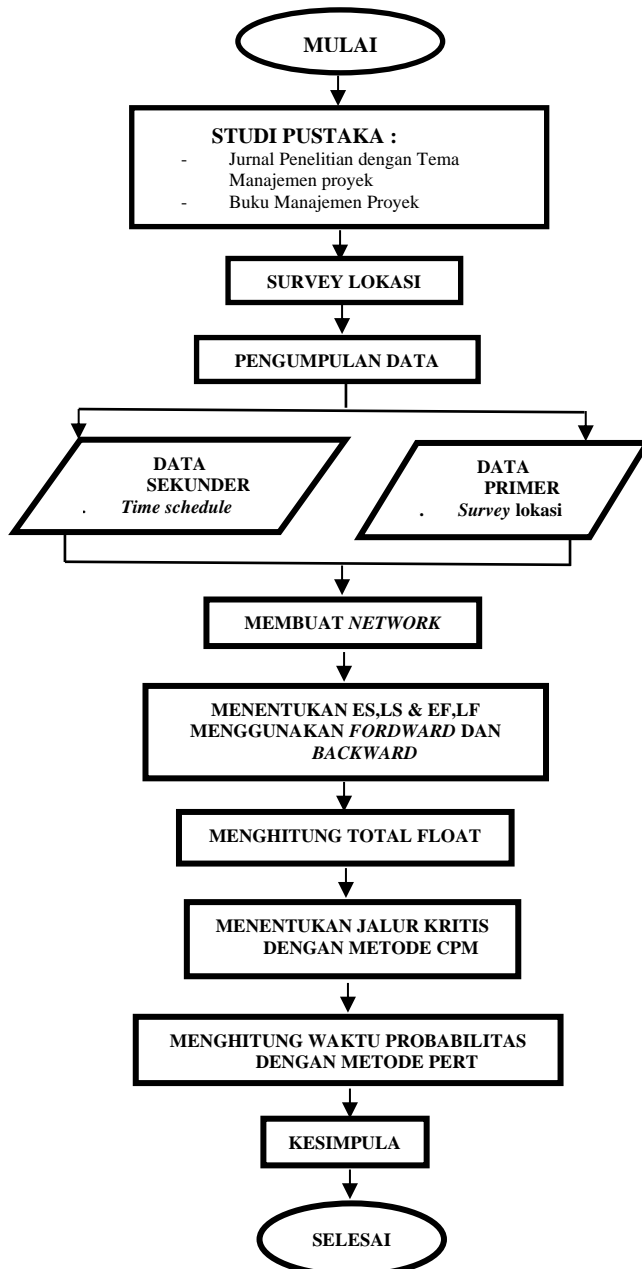 MULAI
STUDI PUSTAKA :
- Jurnal Penelitian dengan Tema
Manajemen proyek
- Buku Manajemen Proyek
SURVEY LOKASI
PENGUMPULAN DATA
DATA
SEKUNDER
. Time schedule
DATA
PRIMER
. Survey lokasi
MEMBUAT NETWORK
MENENTUKAN ES,LS & EF,LF
MENGGUNAKAN FORDWARD DAN
BACKWARD
MENGHITUNG TOTAL FLOAT
MENENTUKAN JALUR KRITIS
DENGAN METODE CPM
MENGHITUNG WAKTU PROBABILITAS
DENGAN METODE PERT
KESIMPULA
SELESAI